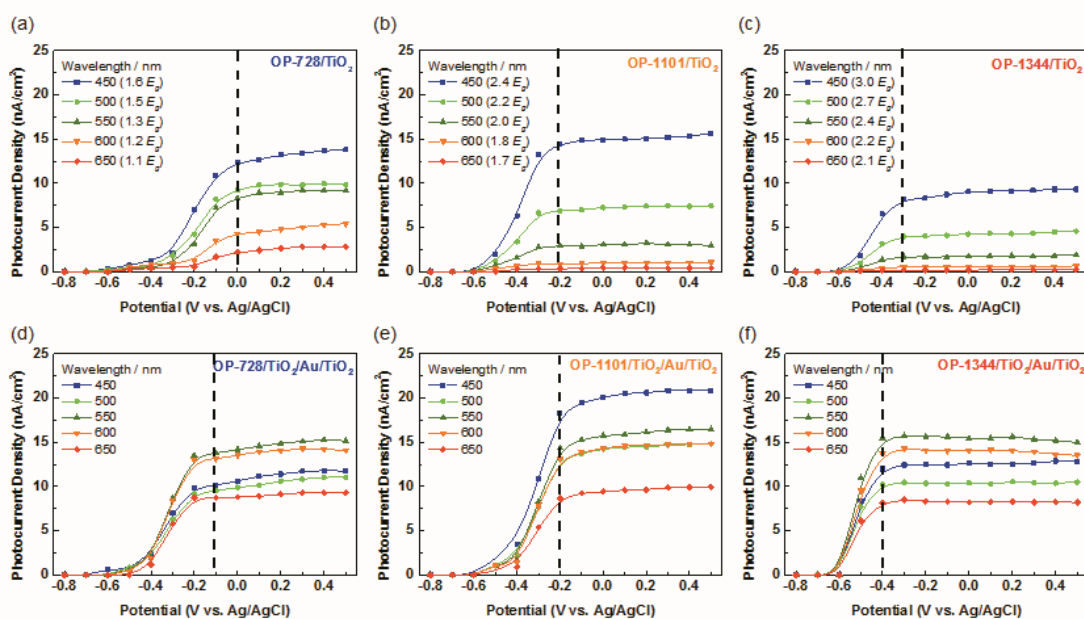 (a)
OP-728/TiO2
Wavelength / nm
450 (1.6 Eg)
500 (1.5 Eg)
550 (1.3 Eg)
600 (1.2 Eg)
650 (1.1 Eg)
Photocurrent Density (nA/cm²)
25
20
15
10
5
0
-0.8 -0.6 -0.4 -0.2 0.0 0.2 0.4
Potential (V vs. Ag/AgCl)
(b)
OP-1101/TiO2
Wavelength / nm
450 (2.4 Eg)
500 (2.2 Eg)
550 (2.0 Eg)
600 (1.8 Eg)
650 (1.7 Eg)
Photocurrent Density (nA/cm²)
25
20
15
10
5
0
-0.8 -0.6 -0.4 -0.2 0.0 0.2 0.4
Potential (V vs. Ag/AgCl)
(c)
OP-1344/TiO2
Wavelength / nm
450 (3.0 Eg)
500 (2.7 Eg)
550 (2.4 Eg)
600 (2.2 Eg)
650 (2.1 Eg)
Photocurrent Density (nA/cm²)
25
20
15
10
5
0
-0.8 -0.6 -0.4 -0.2 0.0 0.2 0.4
Potential (V vs. Ag/AgCl)
(d)
OP-728/TiO2/Au/TiO2
Wavelength / nm
450
500
550
600
650
Photocurrent Density (nA/cm²)
25
20
15
10
5
0
-0.8 -0.6 -0.4 -0.2 0.0 0.2 0.4
Potential (V vs. Ag/AgCl)
(e)
OP-1101/TiO2/Au/TiO2
Wavelength / nm
450
500
550
600
650
Photocurrent Density (nA/cm²)
25
20
15
10
5
0
-0.8 -0.6 -0.4 -0.2 0.0 0.2 0.4
Potential (V vs. Ag/AgCl)
(f)
OP-1344/TiO2/Au/TiO2
Wavelength / nm
450
500
550
600
650
Photocurrent Density (nA/cm²)
25
20
15
10
5
0
-0.8 -0.6 -0.4 -0.2 0.0 0.2 0.4
Potential (V vs. Ag/AgCl)